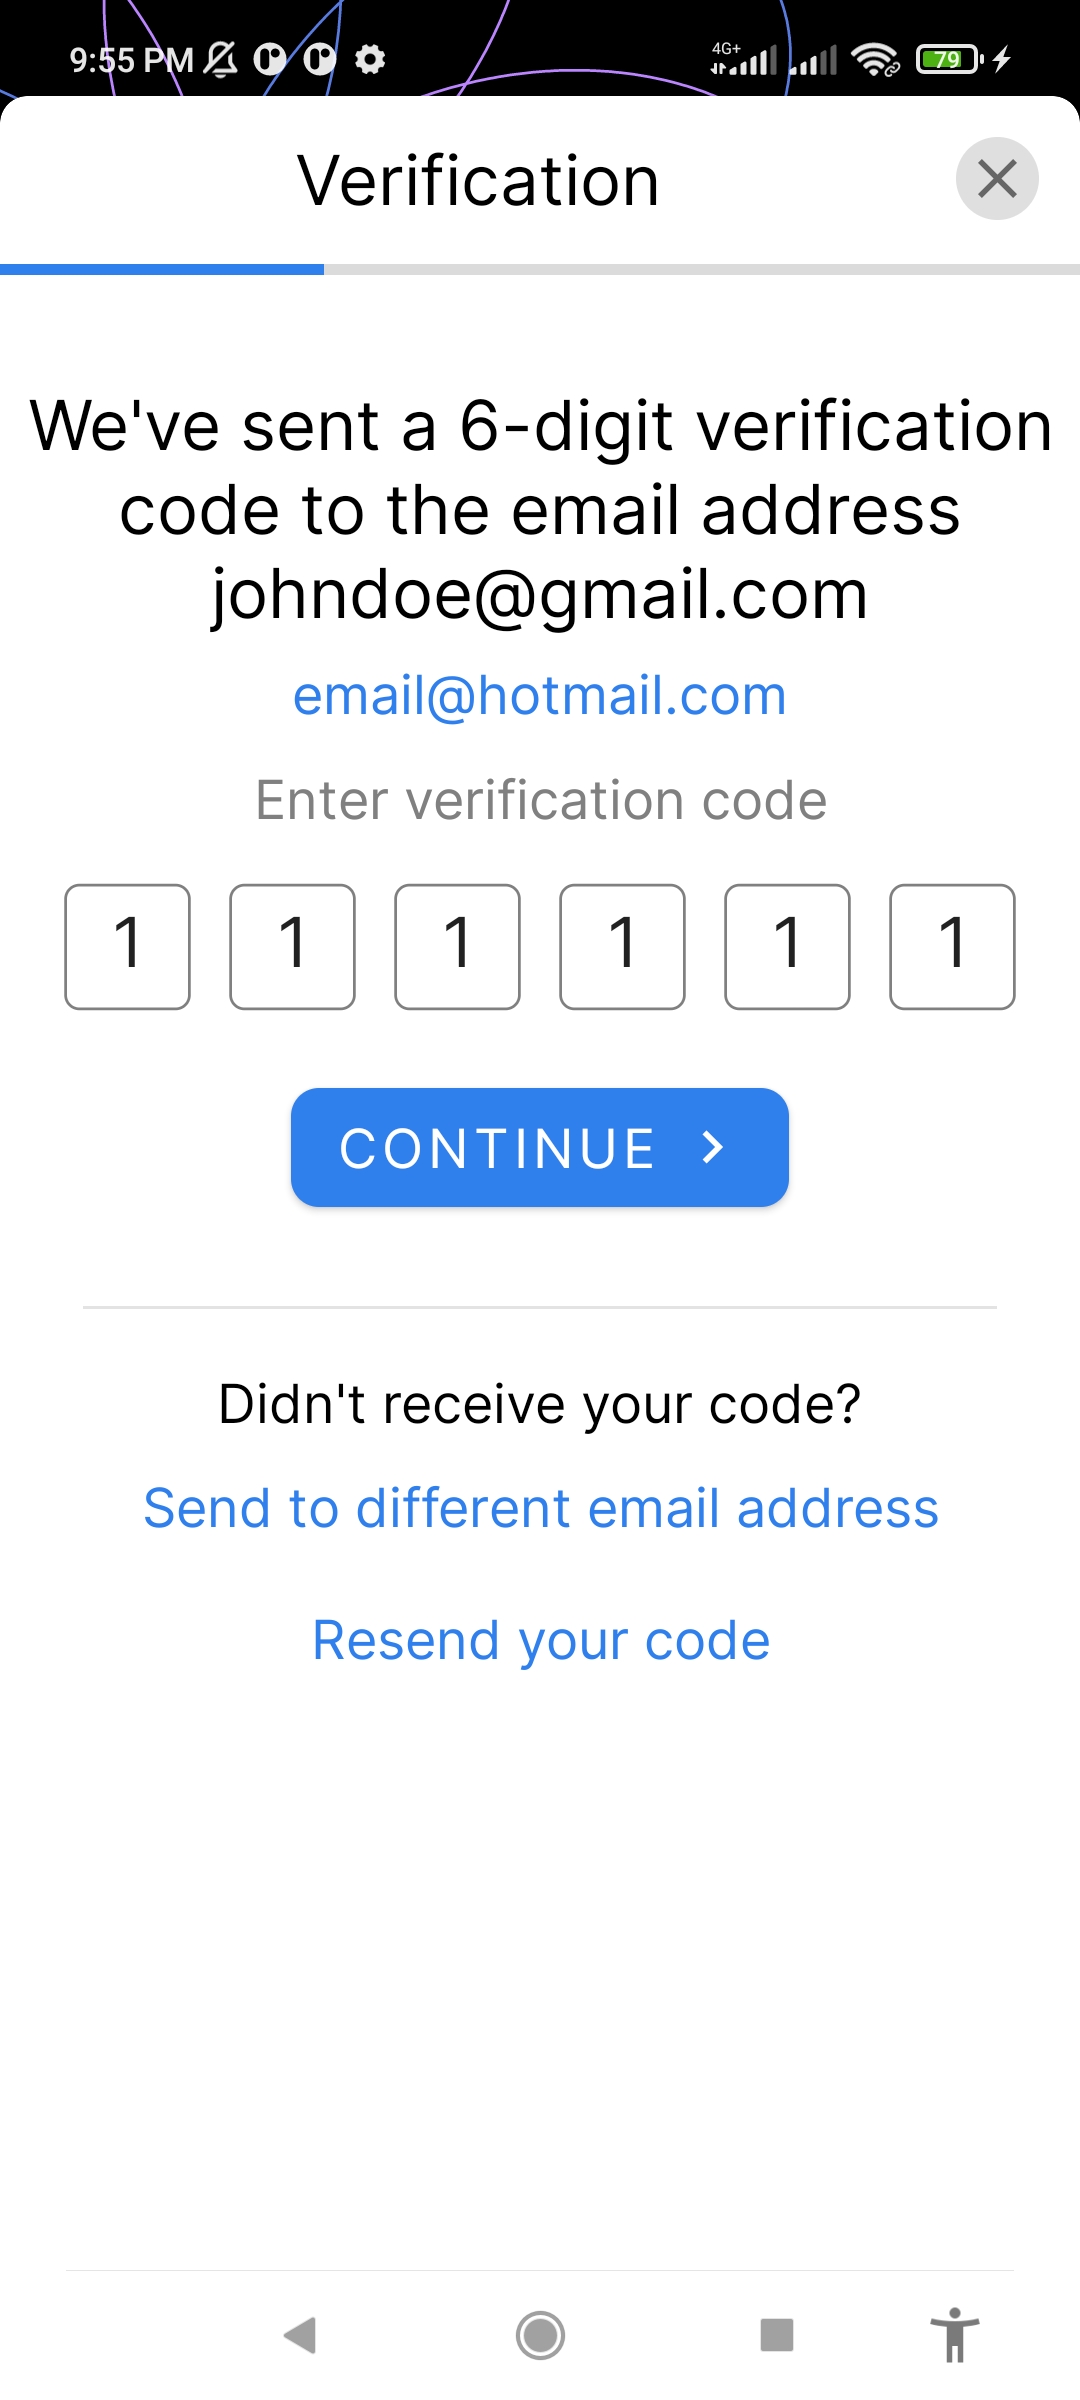 9:55 PM 4G+ 79
Verification
We've sent a 6-digit verification
code to the email address
johndoe@gmail.com
email@hotmail.com
Enter verification code
1 1 1 1 1 1
CONTINUE
Didn't receive your code?
Send to different email address
Resend your code